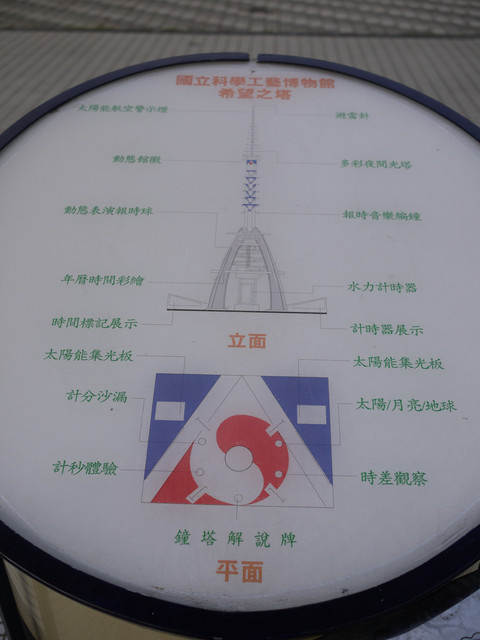 國立科學工藝博物館
希望之塔
太陽能航空警示燈
避雷針
動態館徽
多彩夜間光塔
動態表演報時球
報時音樂編鐘
年曆時間彩繪
水力計時器
時間標記展示
計時器展示
立面
太陽能集光板
太陽能集光板
計分沙漏
太陽/月亮/地球
計秒體驗
時差觀察
鐘塔解說牌
平面